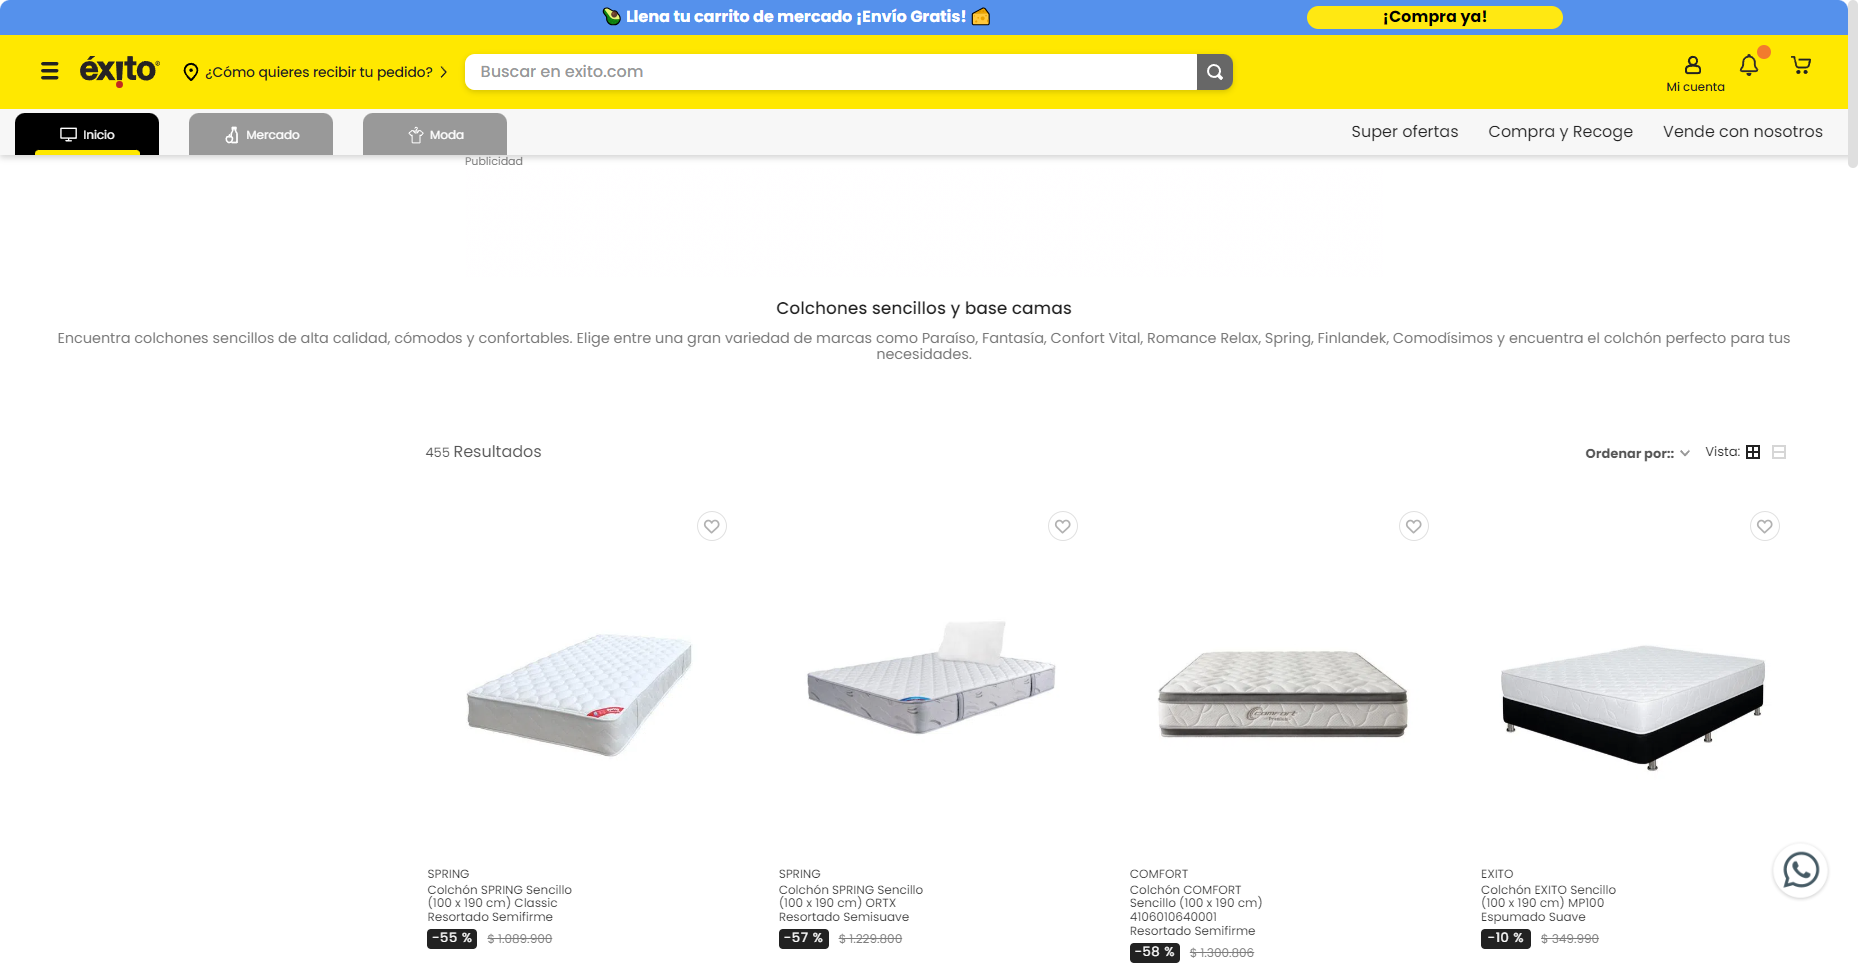 Llena tu carrito de mercado ¡Envío Gratis!
¡Compra ya!
éxito
¿Cómo quieres recibir tu pedido?
Buscar en exito.com
Mi cuenta
Inicio
Mercado
Moda
Super ofertas
Compra y Recoge
Vende con nosotros
Publicidad
Colchones sencillos y base camas
Encuentra colchones sencillos de alta calidad, cómodos y confortables. Elige entre una gran variedad de marcas como Paraíso, Fantasía, Confort Vital, Romance Relax, Spring, Finlandek, Comodísimos y encuentra el colchón perfecto para tus
necesidades.
455 Resultados
Ordenar por::
Vista:
Comfort
SPRING
Colchón SPRING Sencillo
(100 x 190 cm) Classic
Resortado Semifirme
-55 % $ 1.089.900
SPRING
Colchón SPRING Sencillo
(100 x 190 cm) ORTX
Resortado Semisuave
-57 % $ 1.229.800
COMFORT
Colchón COMFORT
Sencillo (100 x 190 cm)
4106010640001
Resortado Semifirme
-58 % $ 1.300.806
EXITO
Colchón EXITO Sencillo
(100 x 190 cm) MP100
Espumado Suave
-10 % $ 349.990